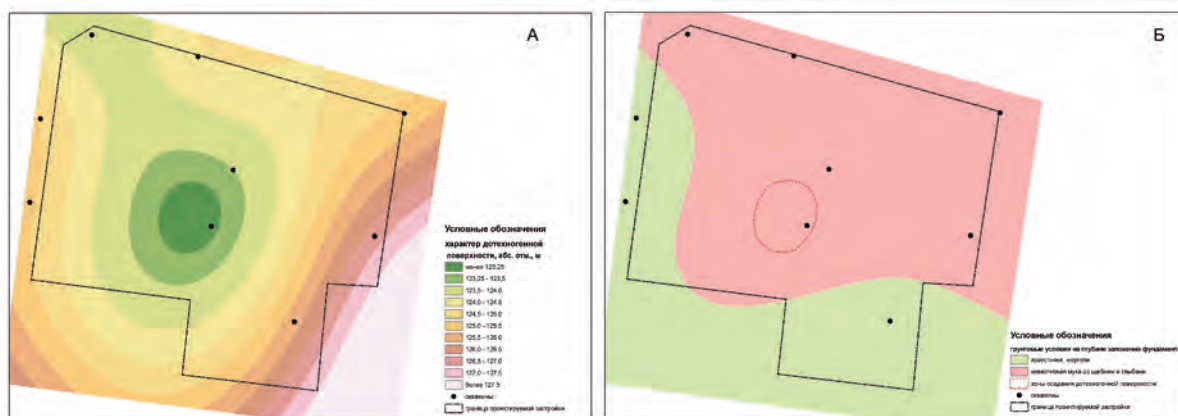 А
Условные обозначения
характер дотехногенной
поверхности, абс. отм., м
менее 123,25
123,25 - 123,5
123,5 - 124,0
124,0 - 124,5
124,5 - 125,0
125,0 - 125,5
125,5 - 126,0
126,0 - 126,5
126,5 - 127,0
127,0 - 127,5
более 127,5
скважины
граница проектируемой застройки
Б
Условные обозначения
грунтовые условия на глубине заложения фундамента
известняки, мергели
известковая мука со щебнем и глыбами
зоны оседания дотехногенной поверхности
скважины
граница проектируемой застройки